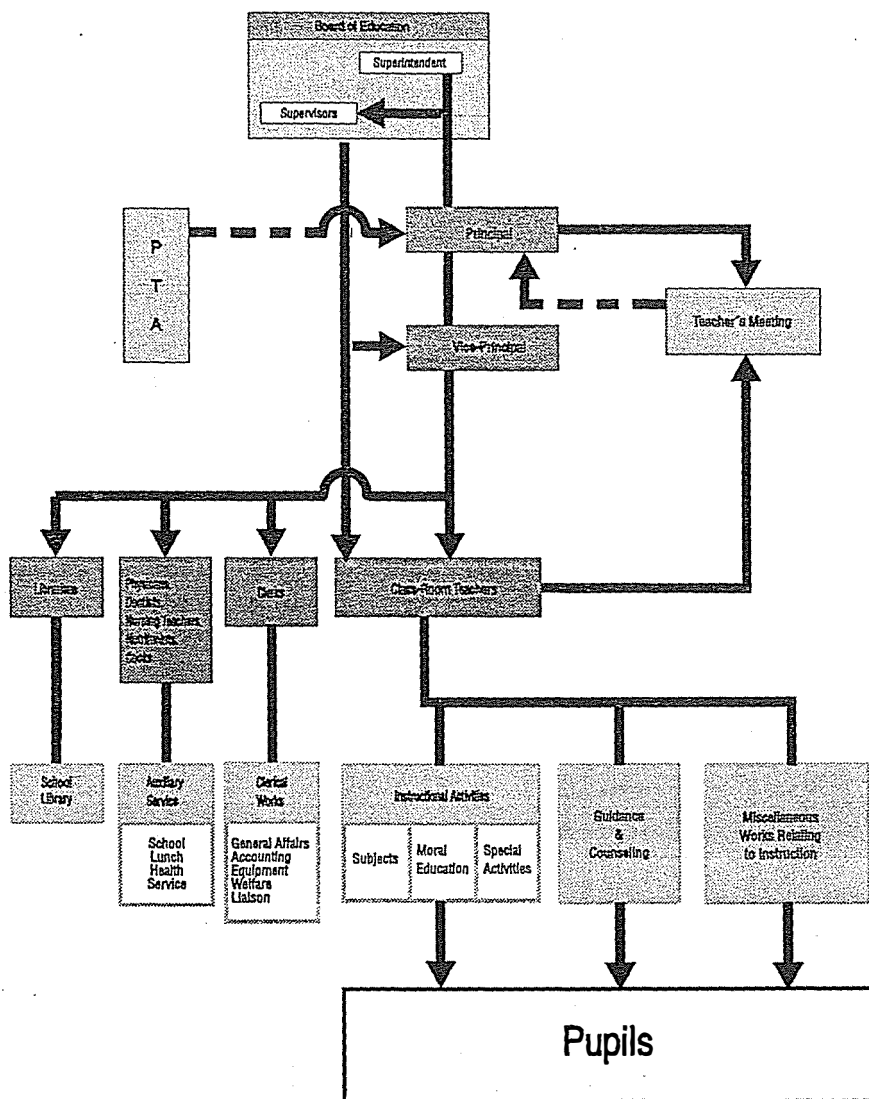 Board of Education
Superintendent
Supervisors
P
T
A
Principal
Teacher's Meeting
Vice-Principal
Libraries
Physicians,
Dentists,
Nursing Teachers,
Nutritionists,
Cooks
Clerks
Class-Room Teachers
School
Library
Auxiliary
Service
School
Lunch
Health
Service
Clerical
Works
General Affairs
Accounting
Equipment
Welfare
Liaison
Instructional Activities
Subjects
Moral
Education
Special
Activities
Guidance
&
Counseling
Miscellaneous
Works Relating
to Instruction
Pupils